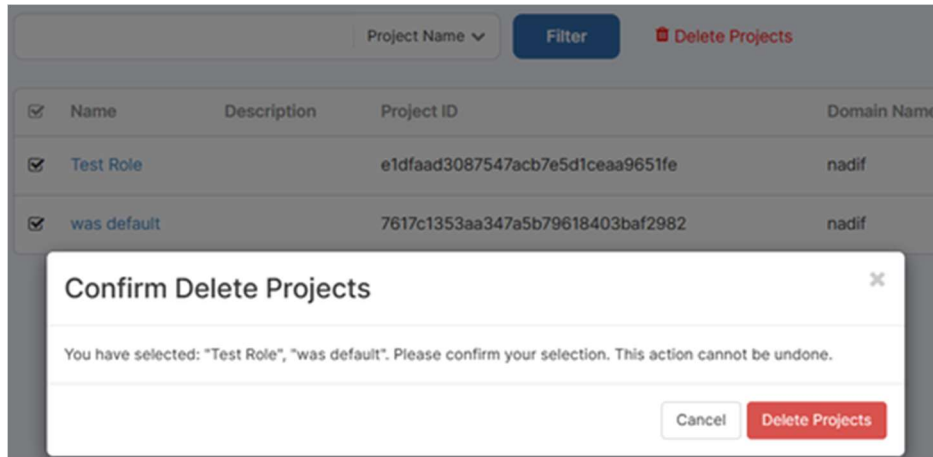 Project Name Filter Delete Projects
Name Description Project ID Domain Name
Test Role e1dfaad3087547acb7e5d1ceaa9651fe nadif
was default 7617c1353aa347a5b79618403baf2982 nadif
Confirm Delete Projects
You have selected: "Test Role", "was default". Please confirm your selection. This action cannot be undone.
Cancel Delete Projects